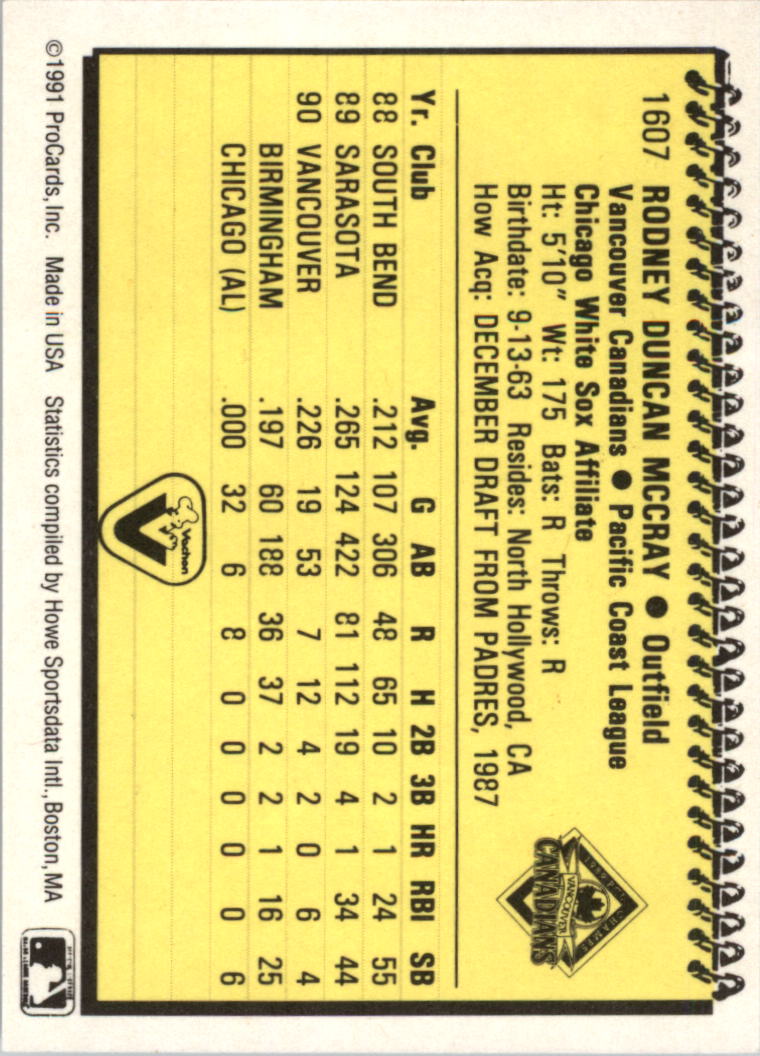 1607 RODNEY DUNCAN MCCRAY ● Outfield
Vancouver Canadians ● Pacific Coast League
Chicago White Sox Affiliate
Ht: 5'10" Wt: 175 Bats: R Throws: R
Birthdate: 9-13-63 Resides: North Hollywood, CA
How Acq: DECEMBER DRAFT FROM PADRES, 1987
VANCOUVER
CANADIANS
Yr. Club Avg. G AB R H 2B 3B HR RBI SB
88 SOUTH BEND .212 107 306 48 65 10 2 1 24 55
89 SARASOTA .265 124 422 81 112 19 4 1 34 44
90 VANCOUVER .226 19 53 7 12 4 2 0 6 4
BIRMINGHAM .197 60 188 36 37 2 2 1 16 25
CHICAGO (AL) .000 32 6 8 0 0 0 0 0 6
Vachon
V
©1991 ProCards, Inc. Made in USA Statistics compiled by Howe Sportsdata Intl., Boston, MA